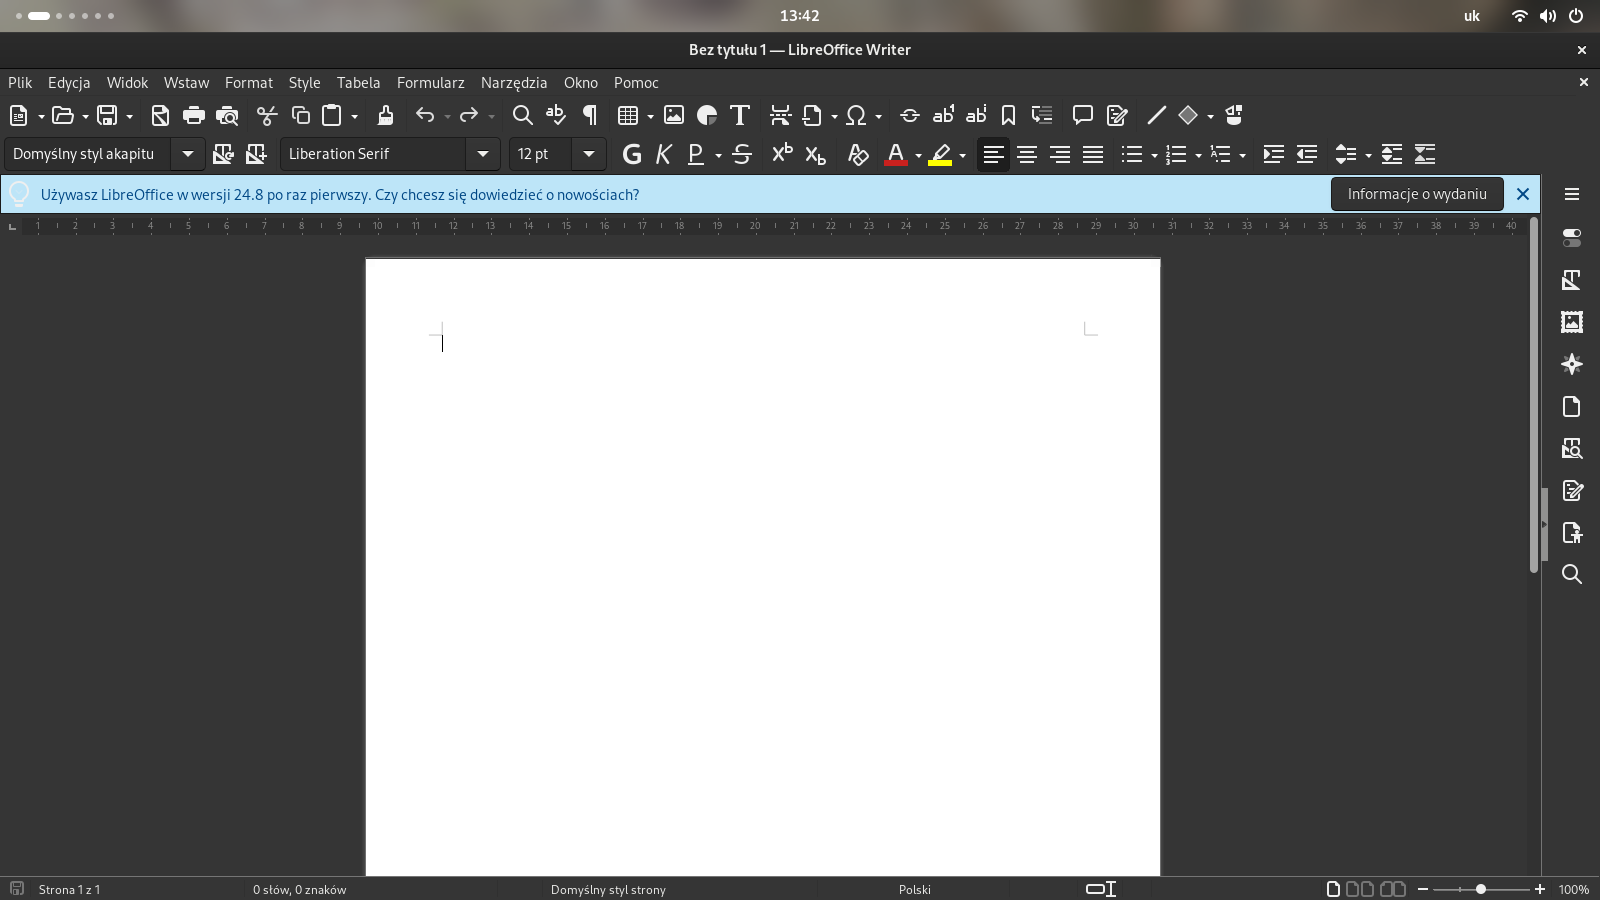 13:42
uk
Bez tytułu 1 — LibreOffice Writer
Plik Edycja Widok Wstaw Format Style Tabela Formularz Narzędzia Okno Pomoc
Domyślny styl akapitu
Liberation Serif
12 pt
Używasz LibreOffice w wersji 24.8 po raz pierwszy. Czy chcesz się dowiedzieć o nowościach?
Informacje o wydaniu
1 2 3 4 5 6 7 8 9 10 11 12 13 14 15 16 17 18 19 20 21 22 23 24 25 26 27 28 29 30 31 32 33 34 35 36 37 38 39 40
Strona 1 z 1
0 słów, 0 znaków
Domyślny styl strony
Polski
100%